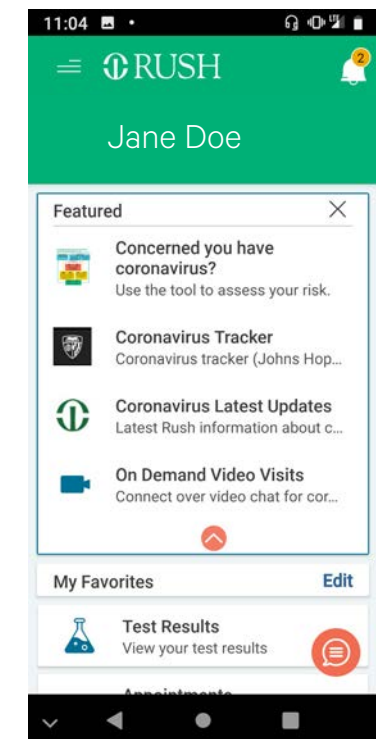 11:04
RUSH
2
Jane Doe
Featured
Concerned you have
coronavirus?
Use the tool to assess your risk.
Coronavirus Tracker
Coronavirus tracker (Johns Hop...
Coronavirus Latest Updates
Latest Rush information about c...
On Demand Video Visits
Connect over video chat for cor...
My Favorites Edit
Test Results
View your test results
Appointments